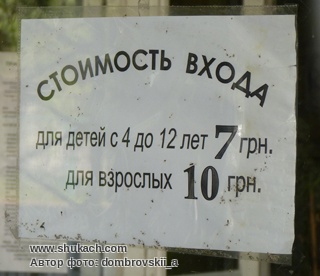 СТОИМОСТЬ ВХОДА
для детей с 4 до 12 лет 7 грн.
для взрослых 10 грн.
www.shukach.com
Автор фото: dombrovskii_a